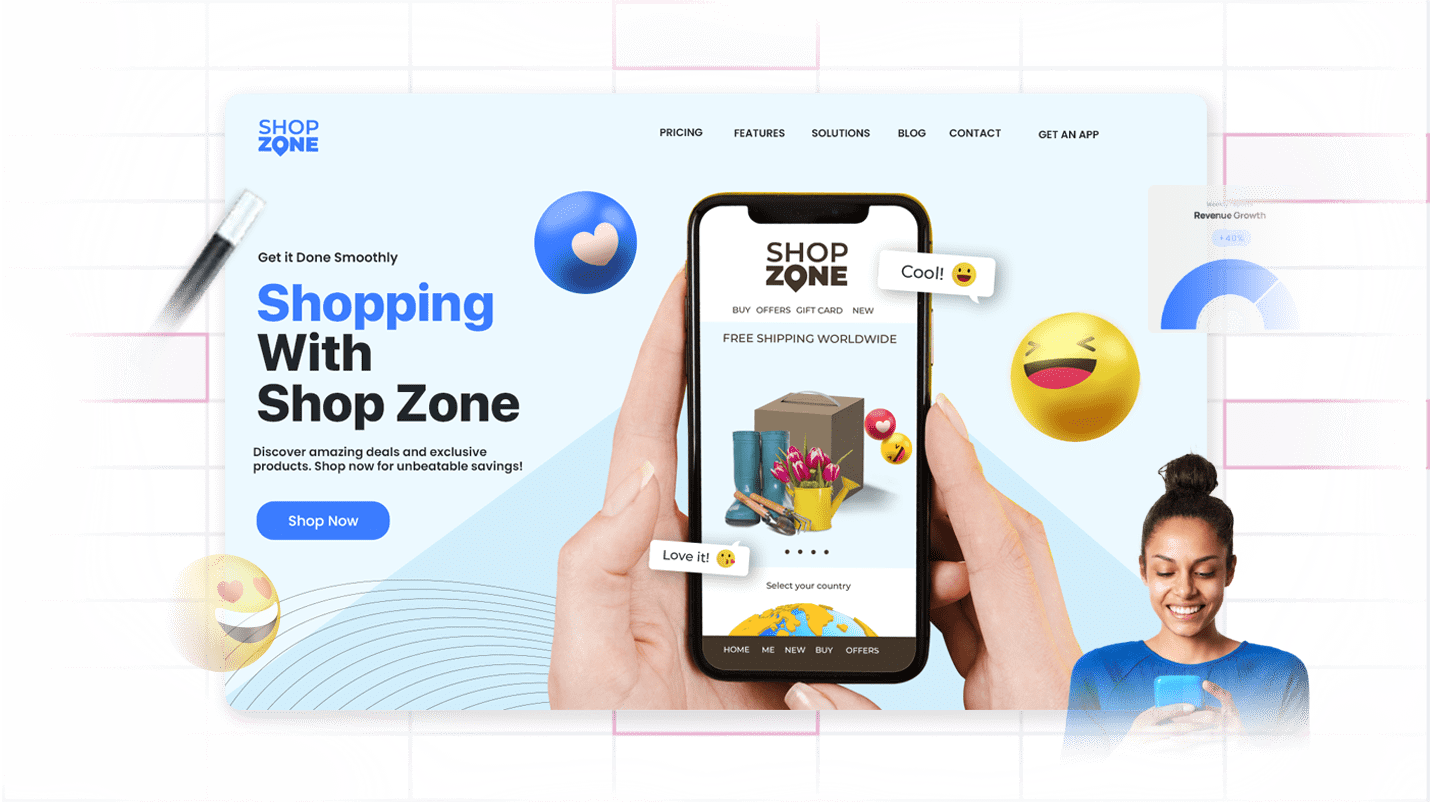 SHOP
ZONE
PRICING
FEATURES
SOLUTIONS
BLOG
CONTACT
GET AN APP
Get it Done Smoothly
Shopping
With
Shop Zone
Discover amazing deals and exclusive
products. Shop now for unbeatable savings!
Shop Now
SHOP
ZONE
BUY OFFERS GIFT CARD NEW
FREE SHIPPING WORLDWIDE
Cool!
Love it!
Select your country
HOME ME NEW BUY OFFERS
Revenue Growth
+40%